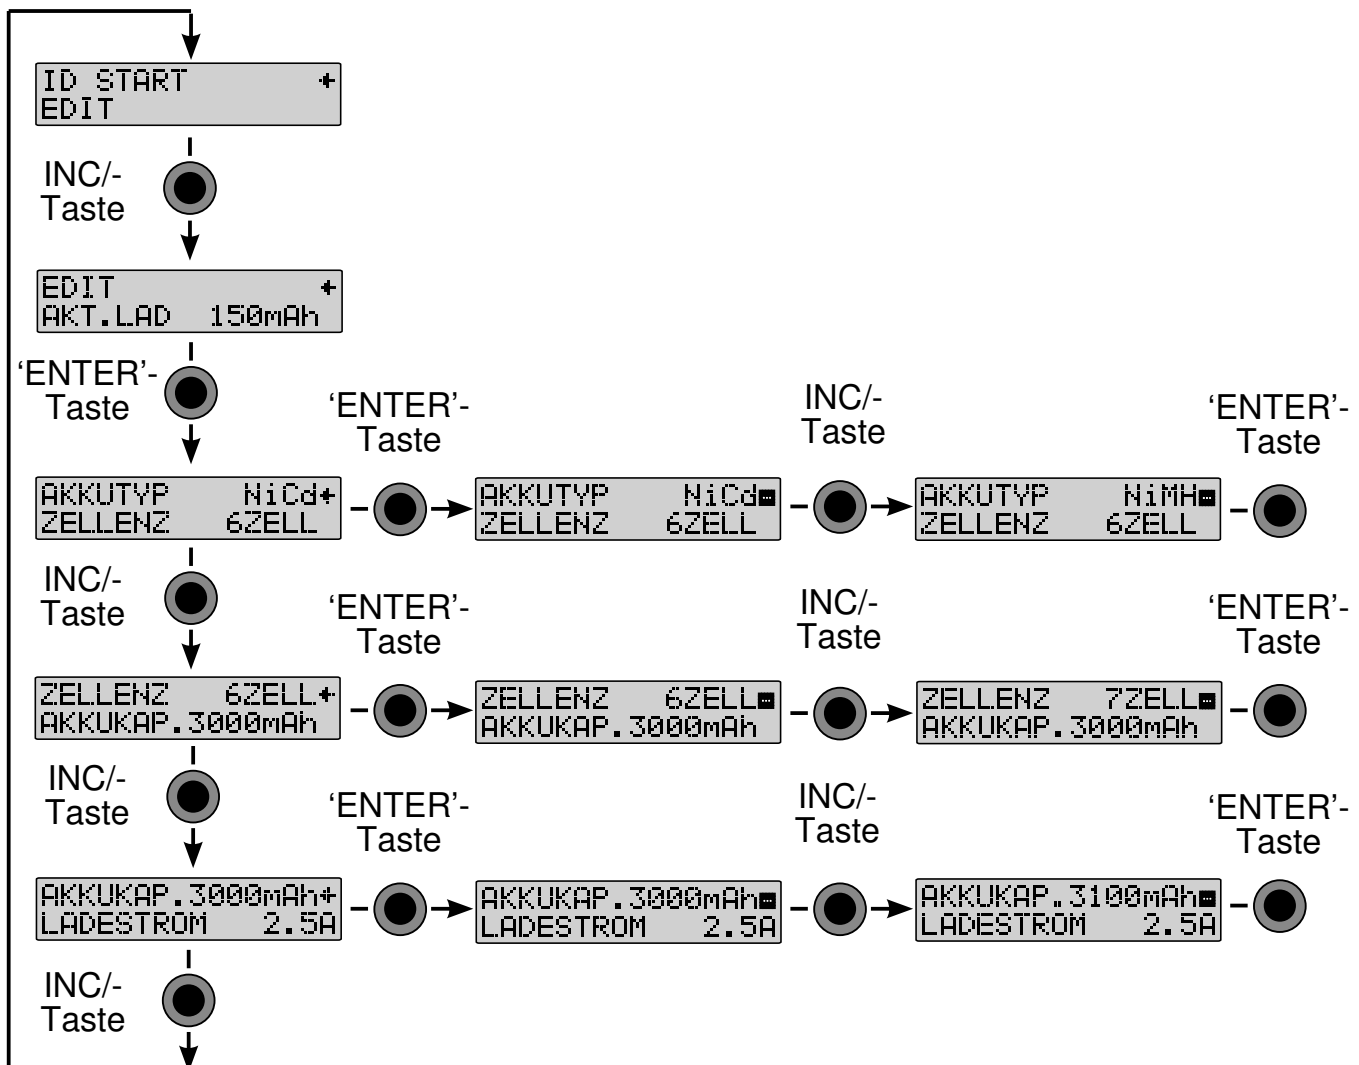 ID START
EDIT
INC/-
Taste
EDIT
AKT.LAD 150mAh
‘ENTER’-
Taste
‘ENTER’-
Taste
INC/-
Taste
‘ENTER’-
Taste
AKKUTYP NiCd
ZELLENZ 6ZELL
AKKUTYP NiCd
ZELLENZ 6ZELL
AKKUTYP NiMH
ZELLENZ 6ZELL
INC/-
Taste
‘ENTER’-
Taste
INC/-
Taste
‘ENTER’-
Taste
ZELLENZ 6ZELL
AKKUKAP.3000mAh
ZELLENZ 6ZELL
AKKUKAP.3000mAh
ZELLENZ 7ZELL
AKKUKAP.3000mAh
INC/-
Taste
‘ENTER’-
Taste
INC/-
Taste
‘ENTER’-
Taste
AKKUKAP.3000mAh
LADESTROM 2.5A
AKKUKAP.3000mAh
LADESTROM 2.5A
AKKUKAP.3100mAh
LADESTROM 2.5A
INC/-
Taste